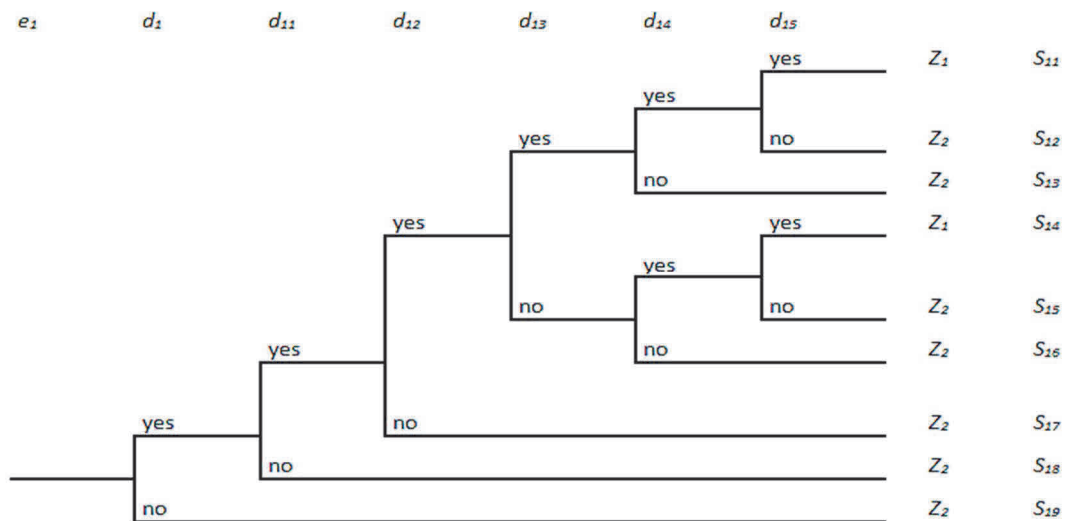 e₁ d₁ d₁₁ d₁₂ d₁₃ d₁₄ d₁₅
yes Z₁ S₁₁
yes
yes no Z₂ S₁₂
no Z₂ S₁₃
yes yes Z₁ S₁₄
yes
no no Z₂ S₁₅
yes no Z₂ S₁₆
yes no Z₂ S₁₇
no Z₂ S₁₈
no Z₂ S₁₉